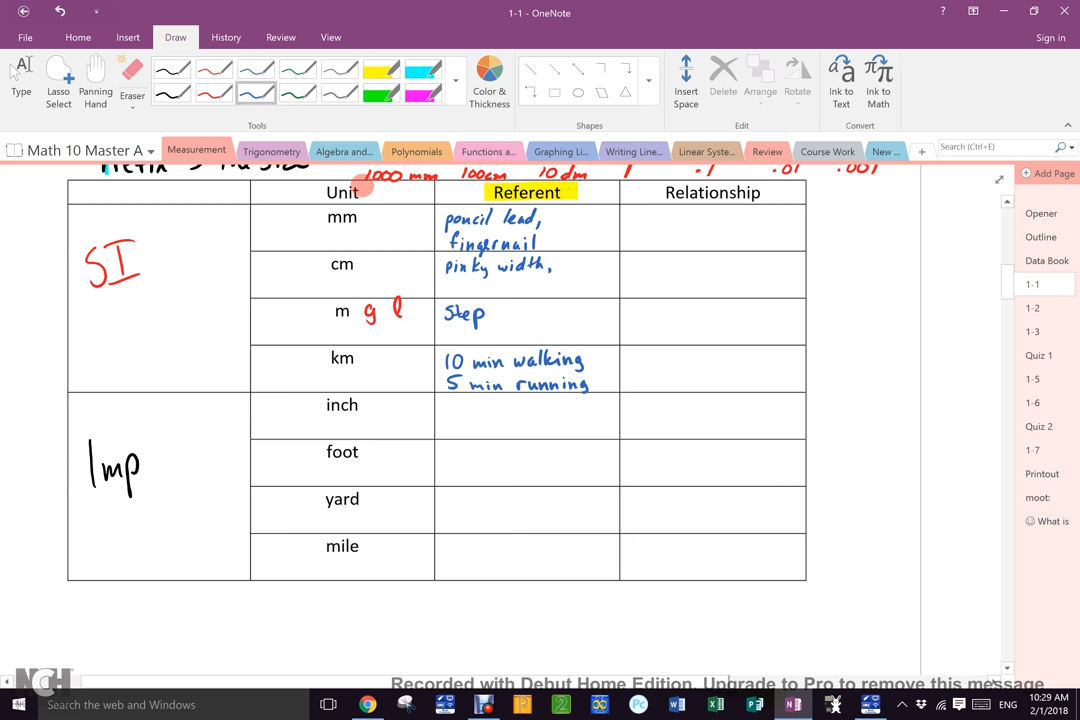 1-1 - OneNote
?
Sign in
File Home Insert Draw History Review View
Type
Lasso Select
Panning Hand
Eraser
Color & Thickness
Insert Space
Delete
Arrange
Rotate
Ink to Text
Ink to Math
Tools Shapes Edit Convert
Math 10 Master A
Measurement Trigonometry Algebra and... Polynomials Functions a... Graphing Li... Writing Line... Linear Syste... Review Course Work New ... +
Search (Ctrl+E)
Add Page
1000 mm 100cm 10 dm 1 .1 .01 .001
Unit Referent Relationship
SI
mm poncil lead,
fingernail
cm pinky width,
m g l step
km 10 min walking
5 min running
Imp
inch
foot
yard
mile
Opener
Outline
Data Book
1-1
1-2
1-3
Quiz 1
1-5
1-6
Quiz 2
1-7
Printout
moot:
What is
NCH
Recorded with Debut Home Edition. Upgrade to Pro to remove this message
Search the web and Windows
ENG
10:29 AM
2/1/2018